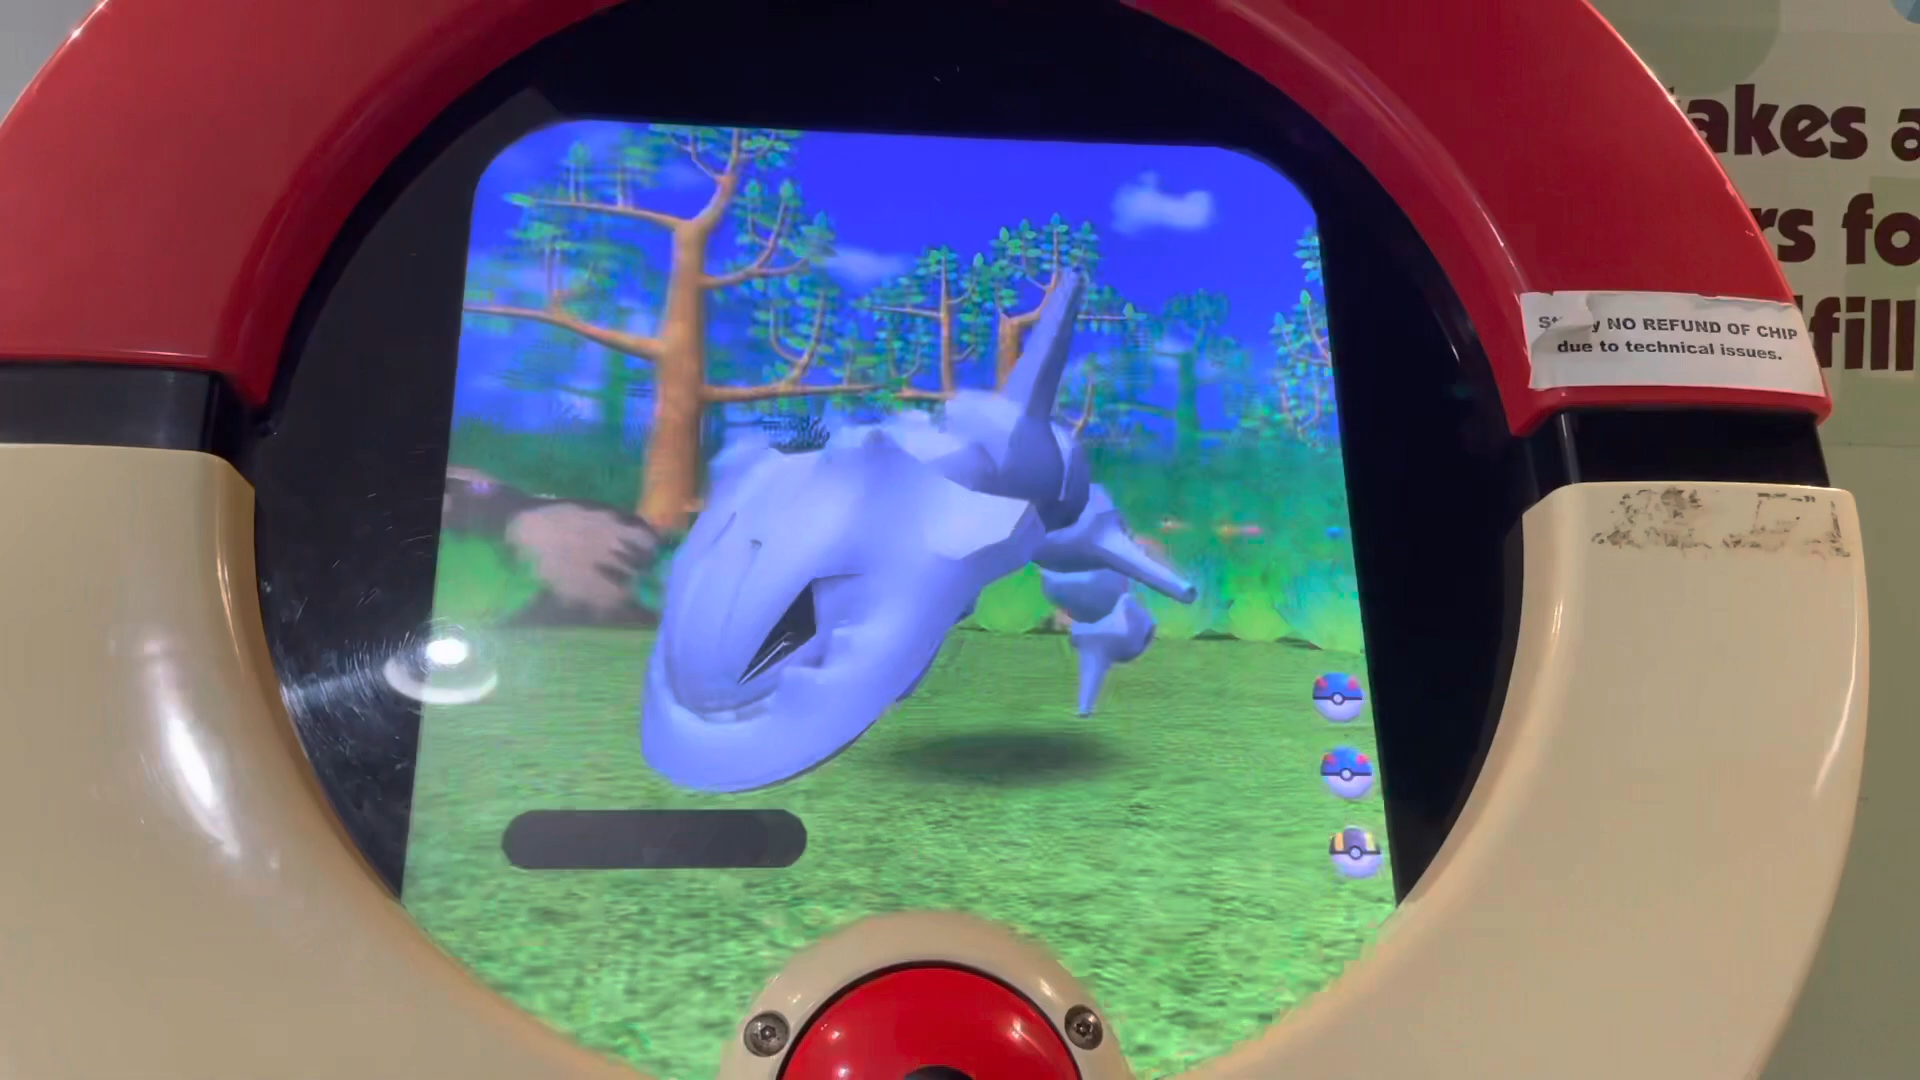 akes a
rs fo
fill
NO REFUND OF CHIP
due to technical issues.